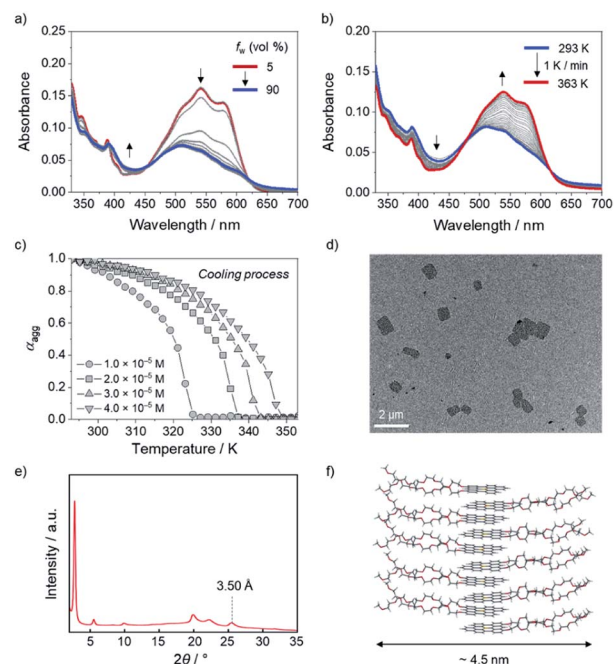 a)
0.25
0.20
0.15
0.10
0.05
0.00
Absorbance
350 400 450 500 550 600 650 700
Wavelength / nm
fw (vol %)
5
90
b)
0.20
0.15
0.10
0.05
0.00
Absorbance
350 400 450 500 550 600 650 700
Wavelength / nm
293 K
1 K / min
363 K
c)
1.0
0.8
0.6
0.4
0.2
0.0
αagg
300 310 320 330 340 350
Temperature / K
Cooling process
1.0 × 10⁻⁵ M
2.0 × 10⁻⁵ M
3.0 × 10⁻⁵ M
4.0 × 10⁻⁵ M
d)
2 μm
e)
Intensity / a.u.
5 10 15 20 25 30 35
2θ / °
3.50 Å
f)
~ 4.5 nm